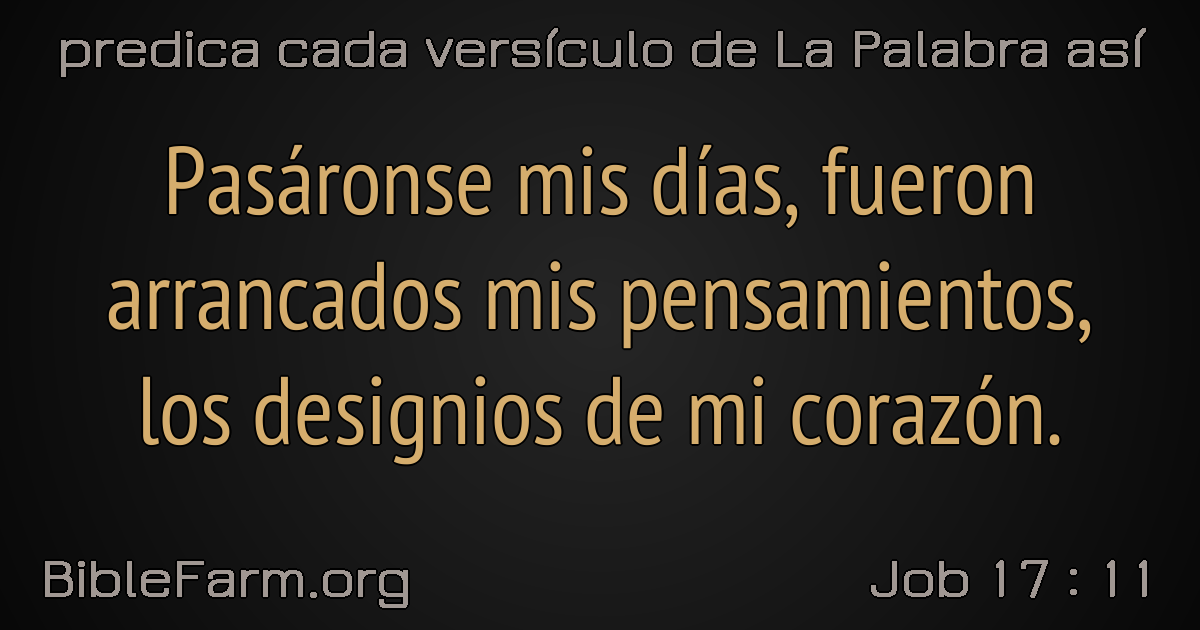 predica cada versículo de La Palabra así
Pasáronse mis días, fueron
arrancados mis pensamientos,
los designios de mi corazón.
BibleFarm.org
Job 17 : 11